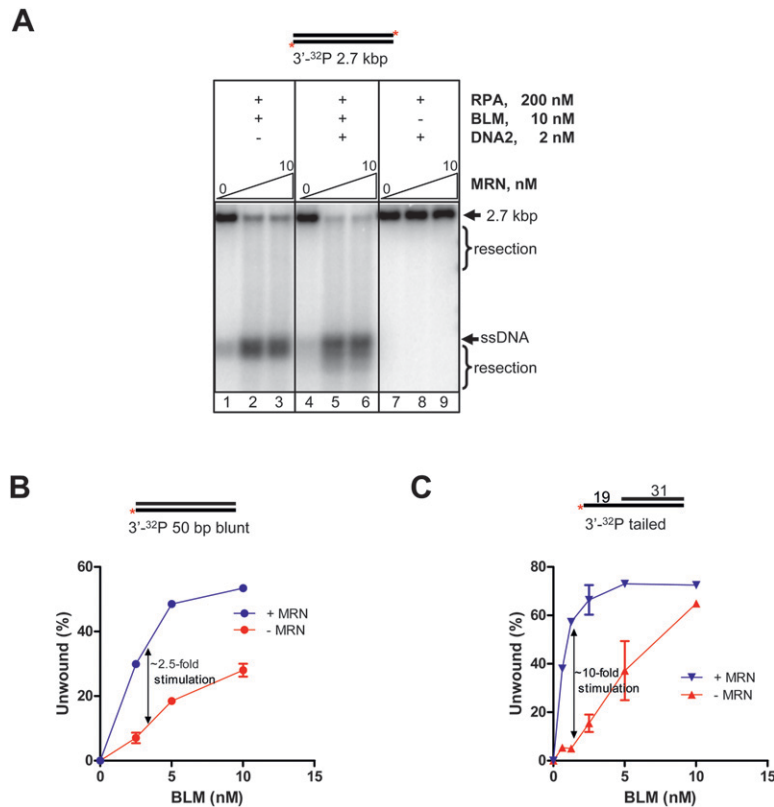 A
* *
3'-³²P 2.7 kbp
+ + + RPA, 200 nM
+ + - BLM, 10 nM
- + + DNA2, 2 nM
0 10 0 10 0 10 MRN, nM
2.7 kbp
resection
ssDNA
resection
1 2 3 4 5 6 7 8 9
B
*
3'-³²P 50 bp blunt
60
40
20
0
Unwound (%)
+ MRN
- MRN
~2.5-fold
stimulation
0 5 10 15
BLM (nM)
C
19 31
*
3'-³²P tailed
80
60
40
20
0
Unwound (%)
+ MRN
- MRN
~10-fold
stimulation
0 5 10 15
BLM (nM)